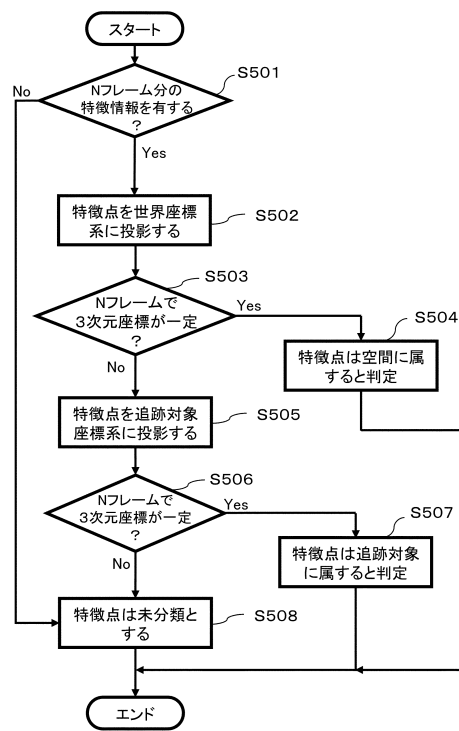 スタート
S501
Nフレーム分の
特徴情報を有する
？
No
Yes
特徴点を世界座標
系に投影する
S502
S503
Nフレームで
３次元座標が一定
？
Yes
No
S504
特徴点は空間に属
すると判定
特徴点を追跡対象
座標系に投影する
S505
S506
Nフレームで
３次元座標が一定
？
Yes
No
S507
特徴点は追跡対象
に属すると判定
特徴点は未分類と
する
S508
エンド